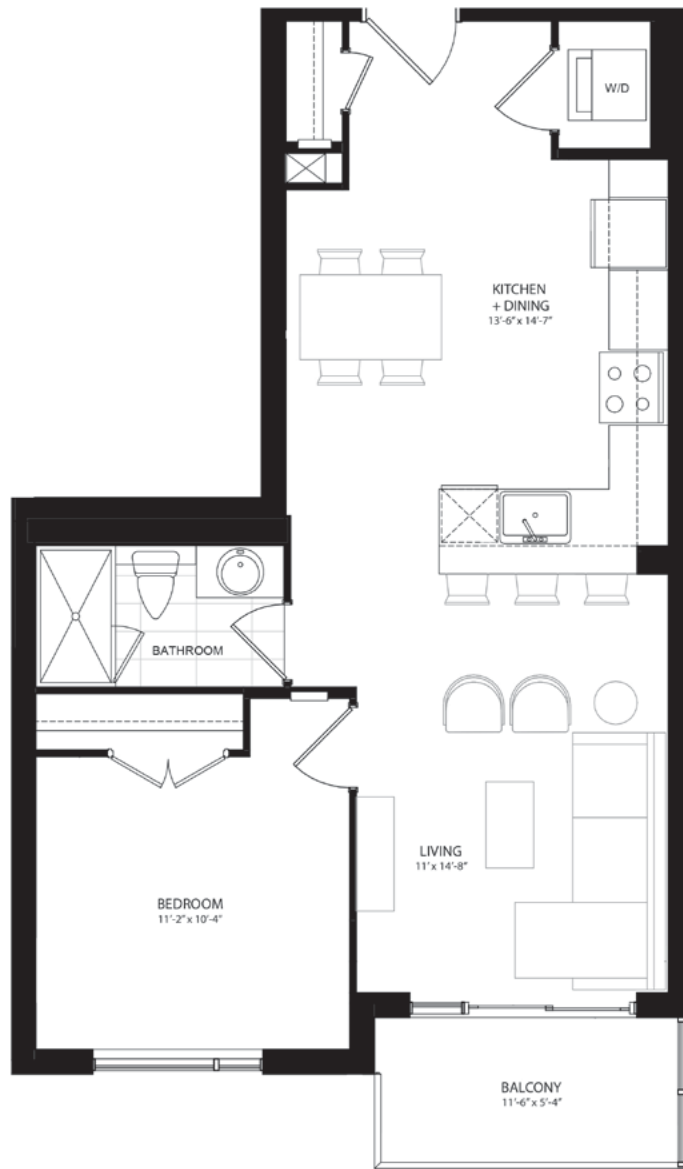 W/D
KITCHEN
+ DINING
13'-6" x 14'-7"
BATHROOM
LIVING
11' x 14'-8"
BEDROOM
11'-2" x 10'-4"
BALCONY
11'-6" x 5'-4"